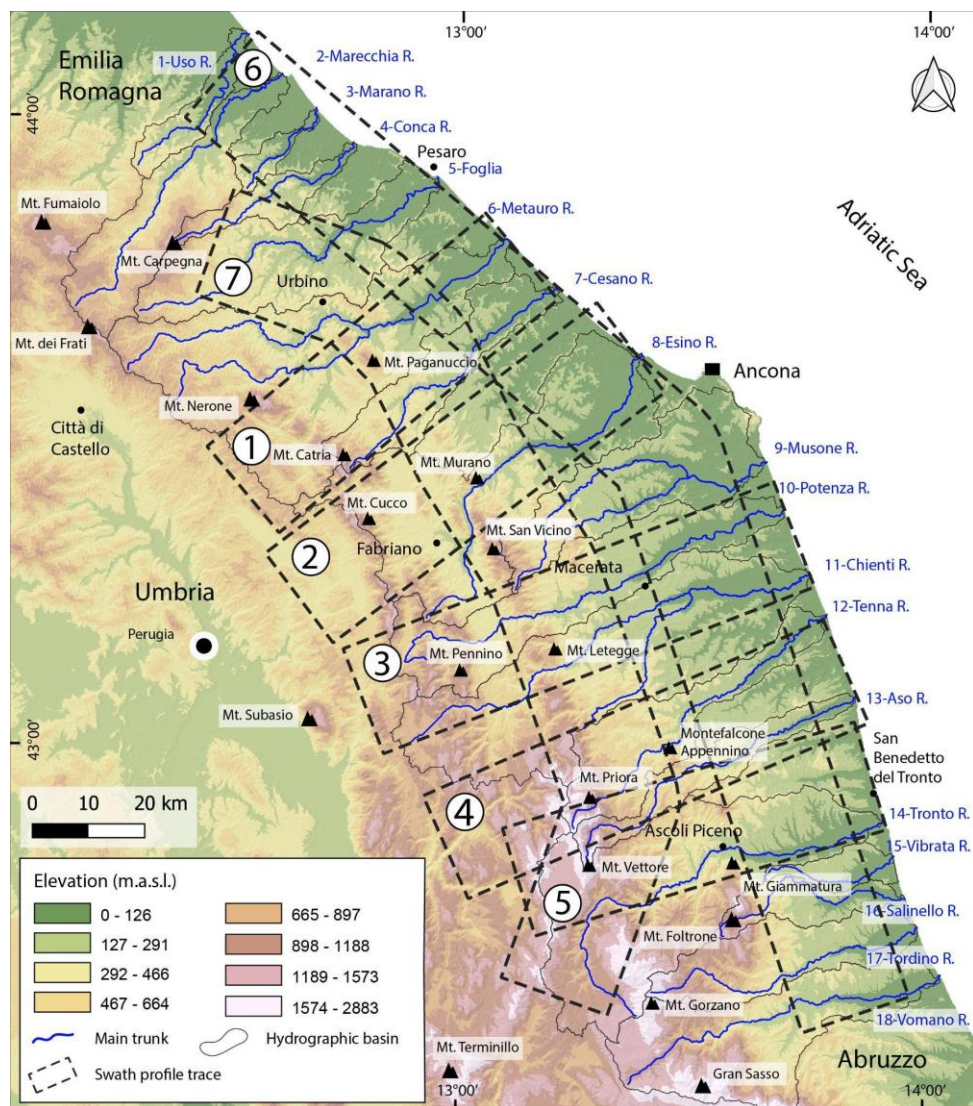 13°00′
14°00′
Emilia
Romagna
1-Uso R.
2-Marecchia R.
6
3-Marano R.
44°00′
4-Conca R.
Pesaro
5-Foglia
Mt. Fumaiolo
6-Metauro R.
Adriatic Sea
Mt. Carpegna
7
Urbino
7-Cesano R.
Mt. dei Frati
8-Esino R.
Mt. Paganuccio
Ancona
Mt. Nerone
Città di
Castello
1
Mt. Catria
Mt. Murano
9-Musone R.
10-Potenza R.
Mt. Cucco
Mt. San Vicino
Fabriano
2
Macerata
11-Chienti R.
Umbria
12-Tenna R.
Perugia
3
Mt. Pennino
Mt. Letegge
13-Aso R.
Mt. Subasio
43°00′
Montefalcone
Appennino
San
Benedetto
del Tronto
Mt. Priora
0 10 20 km
4
14-Tronto R.
Ascoli Piceno
15-Vibrata R.
Mt. Vettore
Mt. Giammatura
Elevation (m.a.s.l.)
5
16-Salinello R.
0 - 126
665 - 897
Mt. Foltrone
127 - 291
898 - 1188
17-Tordino R.
292 - 466
1189 - 1573
467 - 664
1574 - 2883
Mt. Gorzano
18-Vomano R.
Main trunk
Hydrographic basin
Mt. Terminillo
Abruzzo
Swath profile trace
Gran Sasso
13°00′
14°00′